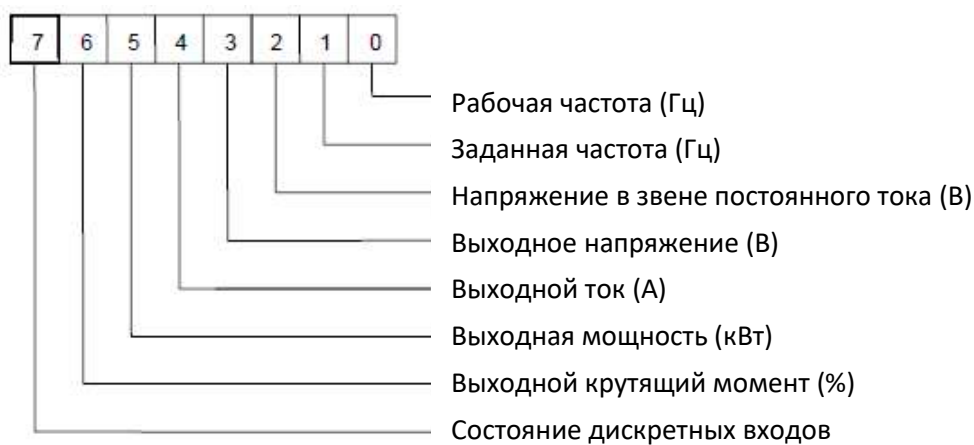 7 6 5 4 3 2 1 0
Рабочая частота (Гц)
Заданная частота (Гц)
Напряжение в звене постоянного тока (В)
Выходное напряжение (В)
Выходной ток (А)
Выходная мощность (кВт)
Выходной крутящий момент (%)
Состояние дискретных входов